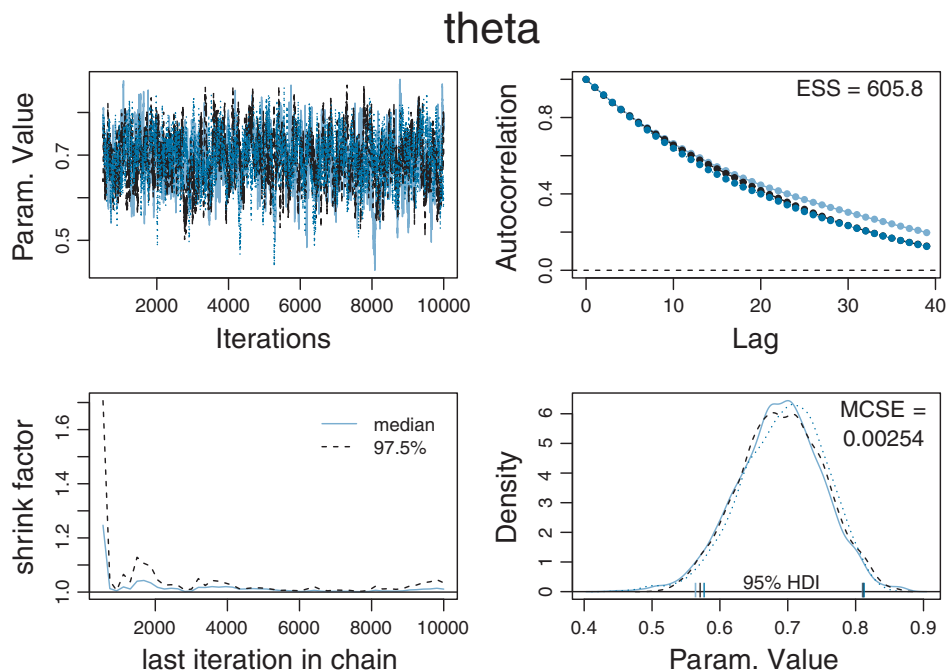 theta
Param. Value
0.5 0.7
2000 4000 6000 8000 10000
Iterations
Autocorrelation
0.0 0.4 0.8
ESS = 605.8
0 10 20 30 40
Lag
shrink factor
1.0 1.2 1.4 1.6
median
97.5%
2000 4000 6000 8000 10000
last iteration in chain
Density
0 1 2 3 4 5 6
MCSE =
0.00254
95% HDI
0.4 0.5 0.6 0.7 0.8 0.9
Param. Value